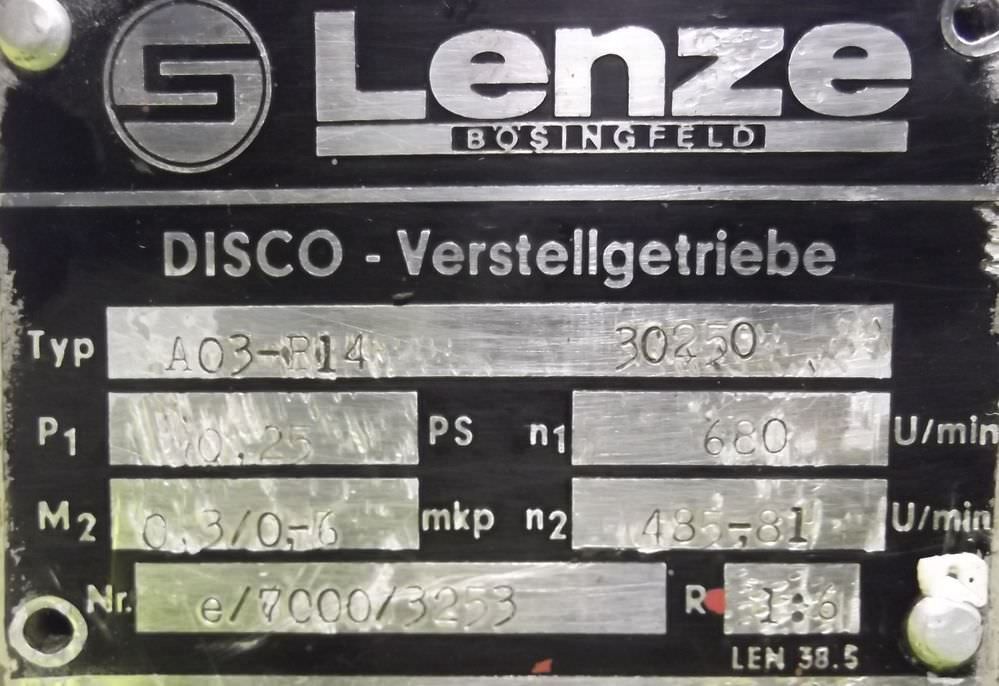 Lenze
BÖSINGFELD
DISCO - Verstellgetriebe
Typ A03-R14 30250
P1 0,25 PS n1 680 U/min
M2 0,3/0,6 mkp n2 485-81 U/min
Nr. e/7000/3253 R 1:6
LEN 38.5